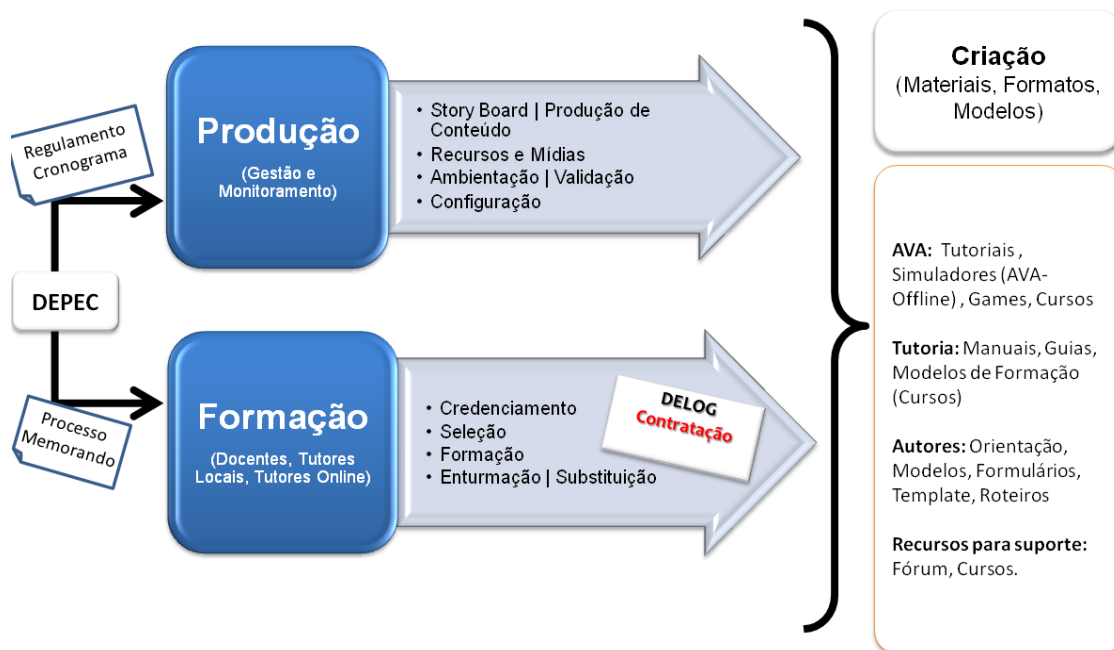 Regulamento
Cronograma
DEPEC
Processo
Memorando
Produção
(Gestão e
Monitoramento)
• Story Board | Produção de
Conteúdo
• Recursos e Mídias
• Ambientação | Validação
• Configuração
Formação
(Docentes, Tutores
Locais, Tutores Online)
• Credenciamento
• Seleção
• Formação
• Enturmação | Substituição
DELOG
Contratação
Criação
(Materiais, Formatos,
Modelos)
AVA: Tutoriais ,
Simuladores (AVA-
Offline) , Games, Cursos
Tutoria: Manuais, Guias,
Modelos de Formação
(Cursos)
Autores: Orientação,
Modelos, Formulários,
Template, Roteiros
Recursos para suporte:
Fórum, Cursos.